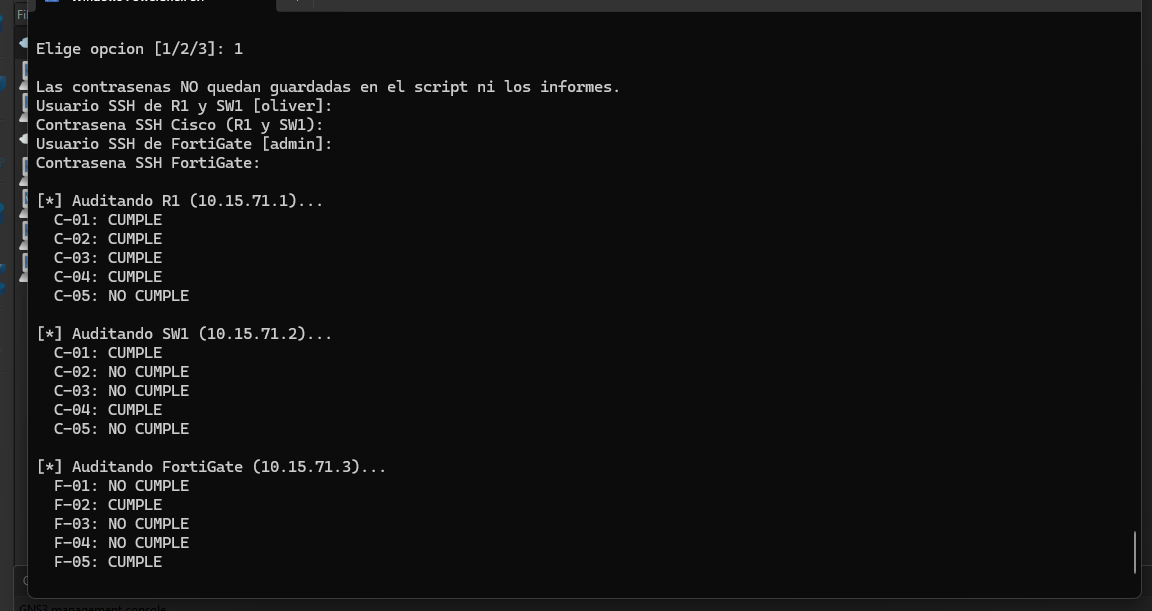 Elige opcion [1/2/3]: 1
Las contrasenas NO quedan guardadas en el script ni los informes.
Usuario SSH de R1 y SW1 [oliver]:
Contrasena SSH Cisco (R1 y SW1):
Usuario SSH de FortiGate [admin]:
Contrasena SSH FortiGate:
[*] Auditando R1 (10.15.71.1)...
C-01: CUMPLE
C-02: CUMPLE
C-03: CUMPLE
C-04: CUMPLE
C-05: NO CUMPLE
[*] Auditando SW1 (10.15.71.2)...
C-01: CUMPLE
C-02: NO CUMPLE
C-03: NO CUMPLE
C-04: CUMPLE
C-05: NO CUMPLE
[*] Auditando FortiGate (10.15.71.3)...
F-01: NO CUMPLE
F-02: CUMPLE
F-03: NO CUMPLE
F-04: NO CUMPLE
F-05: CUMPLE
GNS3 management console